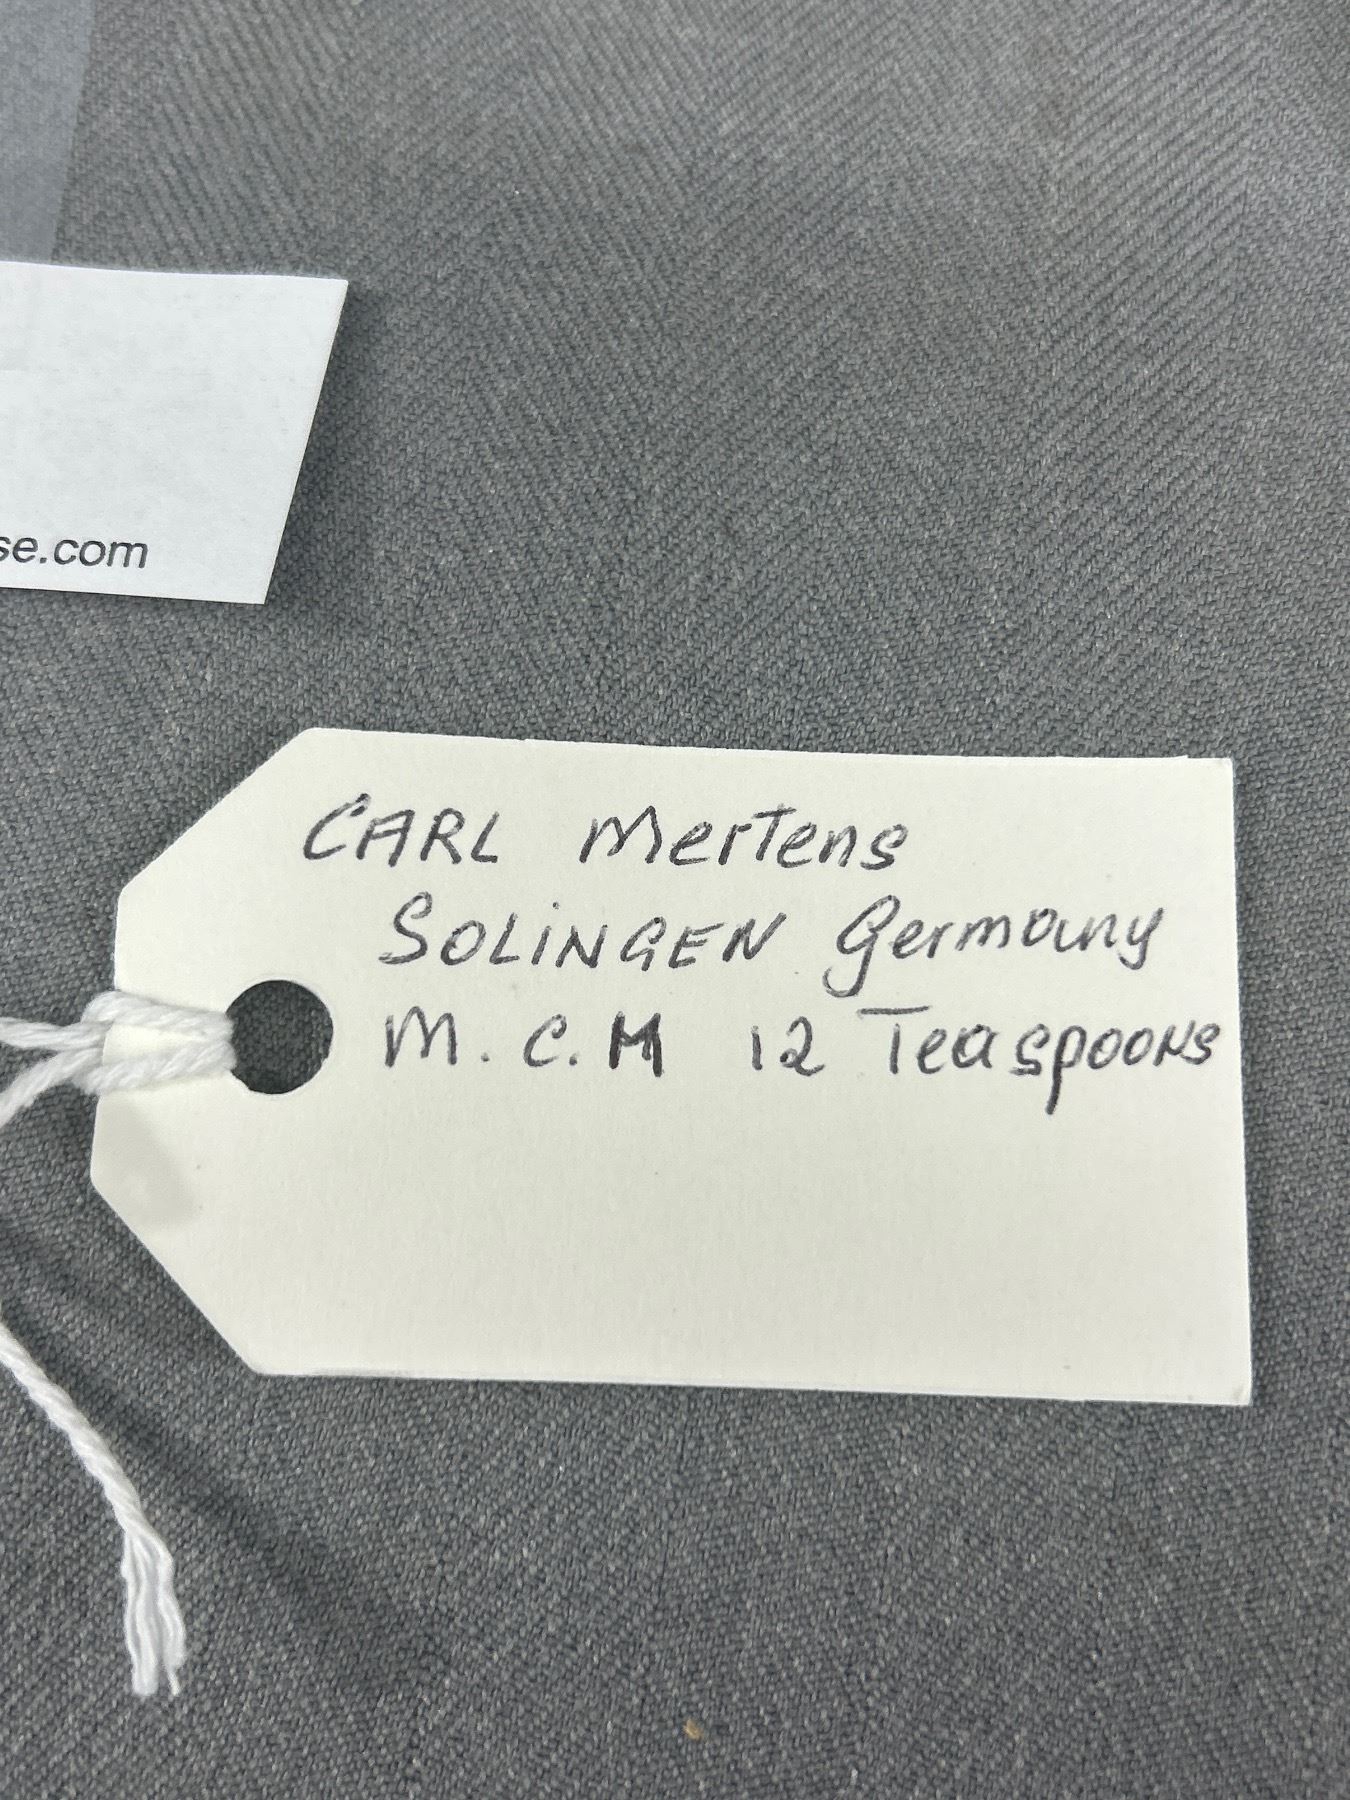 se.com
CARL Mertens
SOLiNGEN Germany
M.C.M 12 Teaspoons